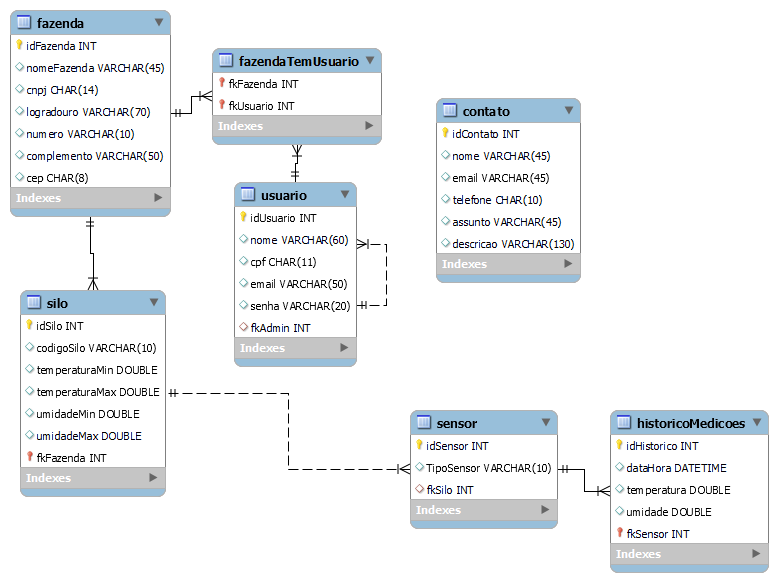 fazenda
idFazenda INT
nomeFazenda VARCHAR(45)
cnpj CHAR(14)
logradouro VARCHAR(70)
numero VARCHAR(10)
complemento VARCHAR(50)
cep CHAR(8)
Indexes
fazendaTemUsuario
fkFazenda INT
fkUsuario INT
Indexes
usuario
idUsuario INT
nome VARCHAR(60)
cpf CHAR(11)
email VARCHAR(50)
senha VARCHAR(20)
fkAdmin INT
Indexes
contato
idContato INT
nome VARCHAR(45)
email VARCHAR(45)
telefone CHAR(10)
assunto VARCHAR(45)
descricao VARCHAR(130)
Indexes
silo
idSilo INT
codigoSilo VARCHAR(10)
temperaturaMin DOUBLE
temperaturaMax DOUBLE
umidadeMin DOUBLE
umidadeMax DOUBLE
fkFazenda INT
Indexes
sensor
idSensor INT
TipoSensor VARCHAR(10)
fkSilo INT
Indexes
historicoMedicoes
idHistorico INT
dataHora DATETIME
temperatura DOUBLE
umidade DOUBLE
fkSensor INT
Indexes